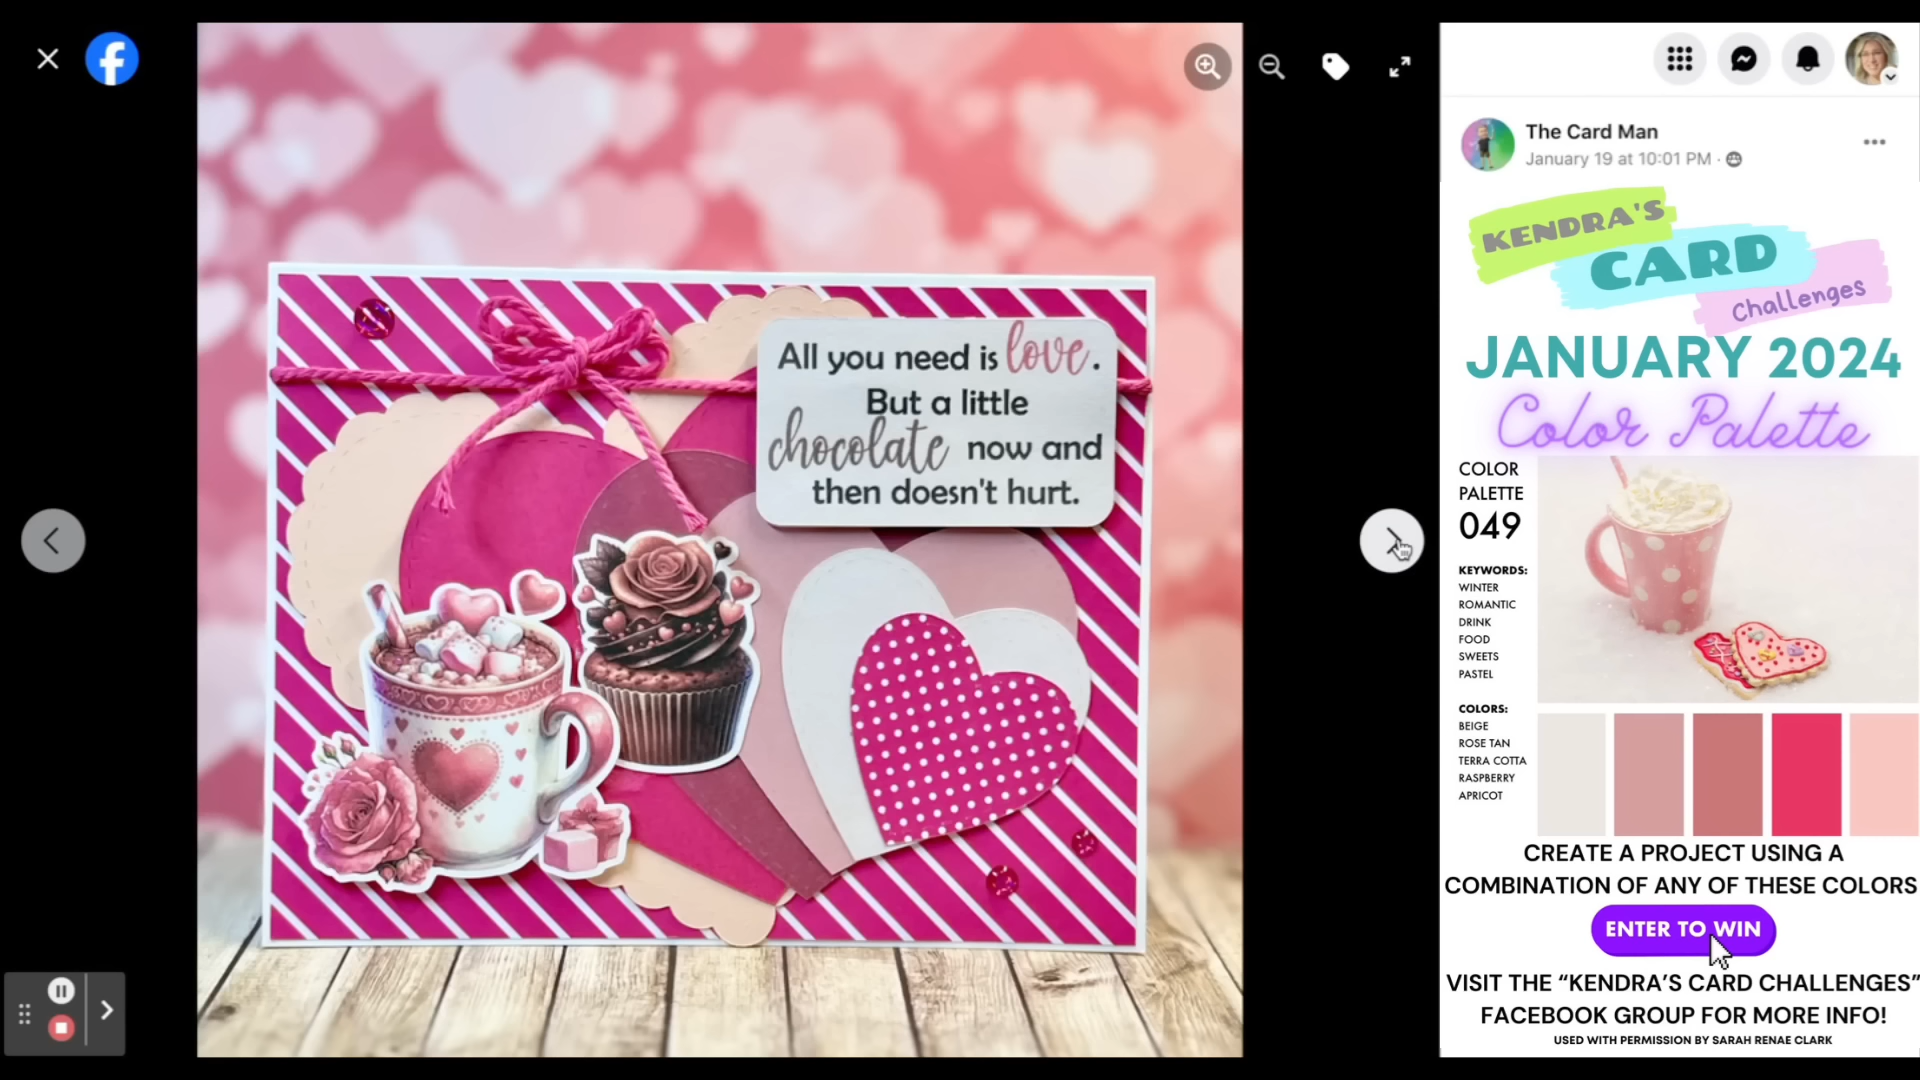 All you need is love.
But a little
chocolate now and
then doesn't hurt.
The Card Man
January 19 at 10:01 PM ·
KENDRA'S
CARD
Challenges
JANUARY 2024
Color Palette
COLOR
PALETTE
049
KEYWORDS:
WINTER
ROMANTIC
DRINK
FOOD
SWEETS
PASTEL
COLORS:
BEIGE
ROSE TAN
TERRA COTTA
RASPBERRY
APRICOT
CREATE A PROJECT USING A
COMBINATION OF ANY OF THESE COLORS
ENTER TO WIN
VISIT THE “KENDRA’S CARD CHALLENGES”
FACEBOOK GROUP FOR MORE INFO!
USED WITH PERMISSION BY SARAH RENAE CLARK